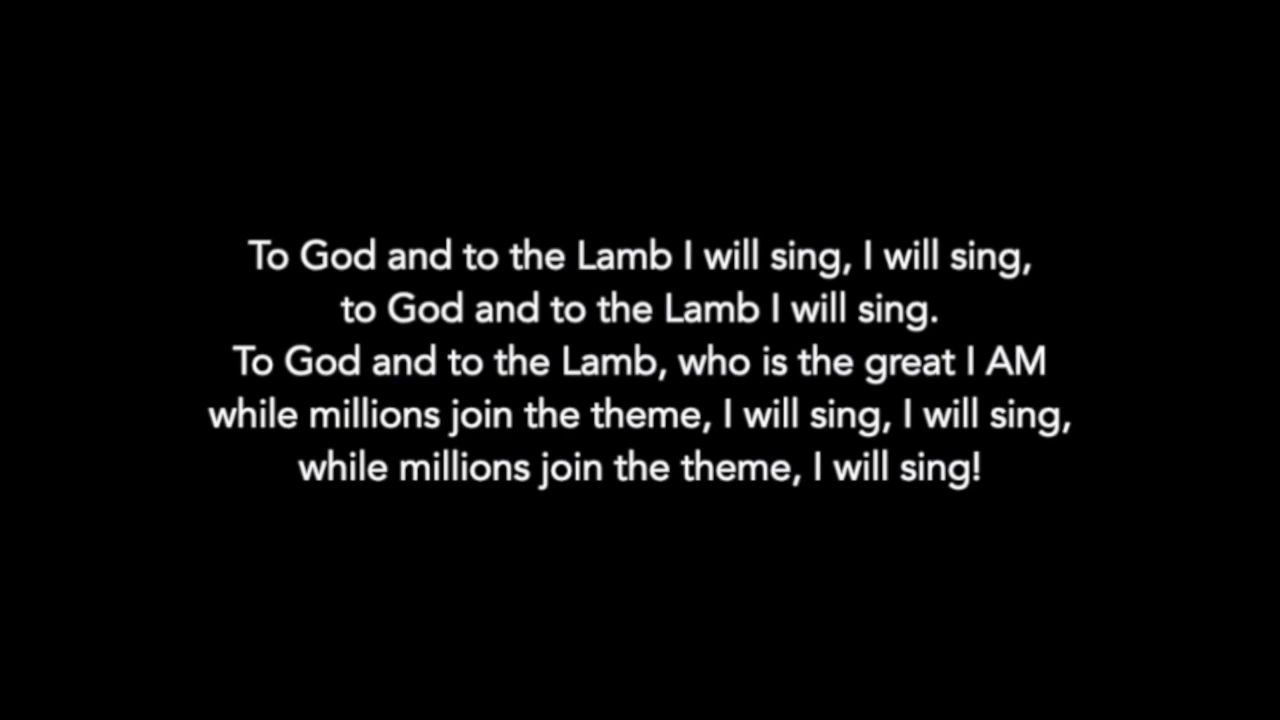 To God and to the Lamb I will sing, I will sing,
to God and to the Lamb I will sing.
To God and to the Lamb, who is the great I AM
while millions join the theme, I will sing, I will sing,
while millions join the theme, I will sing!